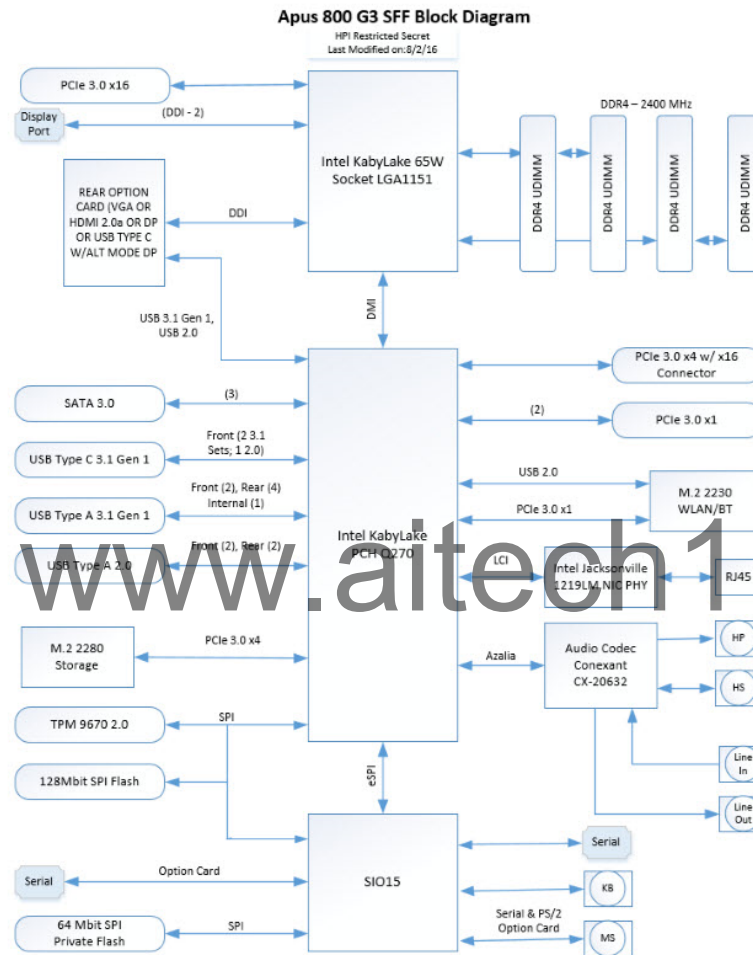 Apus 800 G3 SFF Block Diagram
HPI Restricted Secret
Last Modified on:8/2/16
PCIe 3.0 x16
Display
Port
(DDI - 2)
Intel KabyLake 65W
Socket LGA1151
DDR4 – 2400 MHz
DDR4 UDIMM
DDR4 UDIMM
DDR4 UDIMM
DDR4 UDIMM
REAR OPTION
CARD (VGA OR
HDMI 2.0a OR DP
OR USB TYPE C
W/ALT MODE DP
DDI
USB 3.1 Gen 1,
USB 2.0
DMI
PCIe 3.0 x4 w/ x16
Connector
SATA 3.0
(3)
(2)
PCIe 3.0 x1
USB Type C 3.1 Gen 1
Front (2 3.1
Sets; 1 2.0)
USB 2.0
M.2 2230
WLAN/BT
PCIe 3.0 x1
USB Type A 3.1 Gen 1
Front (2), Rear (4)
Internal (1)
Intel KabyLake
PCH Q270
USB Type A 2.0
Front (2), Rear (2)
LCI
Intel Jacksonville
1219LM NIC PHY
RJ45
www.aitech1
M.2 2280
Storage
PCIe 3.0 x4
Azalia
Audio Codec
Conexant
CX-20632
HP
HS
TPM 9670 2.0
SPI
128Mbit SPI Flash
eSPI
Line
In
Line
Out
Serial
Option Card
SIO15
Serial
KB
64 Mbit SPI
Private Flash
SPI
Serial & PS/2
Option Card
MS